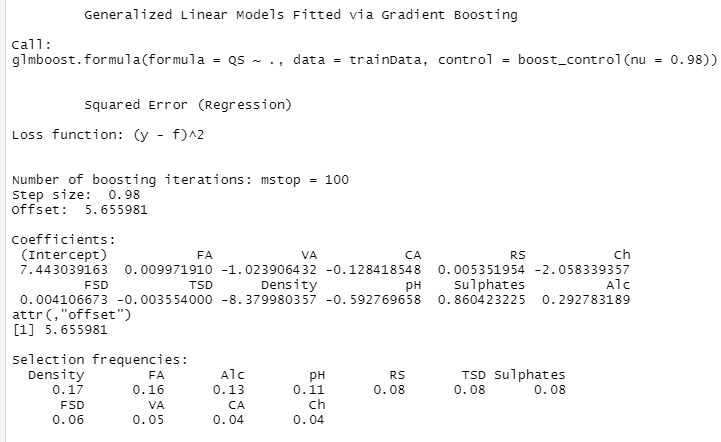 Generalized Linear Models Fitted via Gradient Boosting
Call:
glmboost.formula(formula = QS ~ ., data = trainData, control = boost_control(nu = 0.98))
Squared Error (Regression)
Loss function: (y - f)^2
Number of boosting iterations: mstop = 100
Step size:  0.98
Offset:  5.655981
Coefficients:
(Intercept) FA VA CA RS Ch
7.443039163 0.009971910 -1.023906432 -0.128418548 0.005351954 -2.058339357
FSD TSD Density pH Sulphates Alc
0.004106673 -0.003554000 -8.379980357 -0.592769658 0.860423225 0.292783189
attr(,"offset")
[1] 5.655981
Selection frequencies:
Density FA Alc pH RS TSD Sulphates
0.17 0.16 0.13 0.11 0.08 0.08 0.08
FSD VA CA Ch
0.06 0.05 0.04 0.04